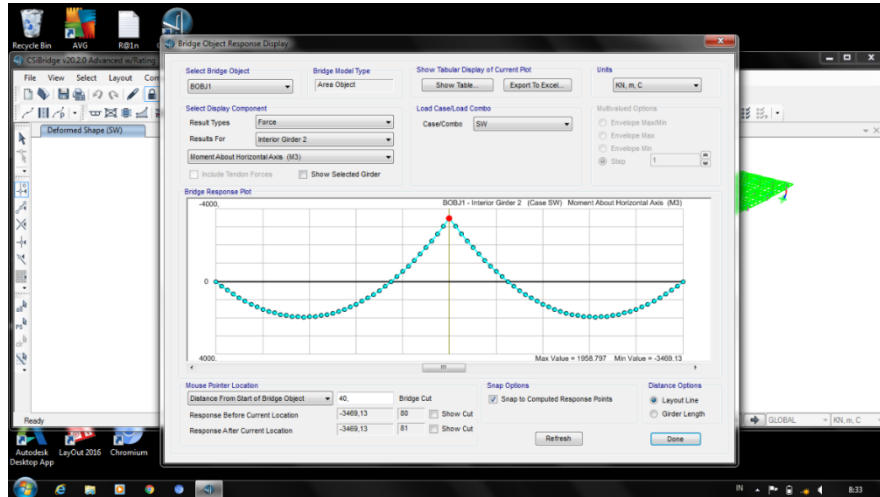 Recycle Bin
AVG
R@1n
Bridge Object Response Display
CSiBridge v20.2.0 Advanced w/Rating
File View Select Layout Com
Deformed Shape (SW)
Select Bridge Object
BOBJ1
Bridge Model Type
Area Object
Show Tabular Display of Current Plot
Show Table...
Export To Excel...
Units
KN, m, C
Select Display Component
Result Types
Force
Results For
Interior Girder 2
Moment About Horizontal Axis (M3)
Include Tendon Forces
Show Selected Girder
Load Case/Load Combo
Case/Combo
SW
Multivalued Options
Envelope Max/Min
Envelope Max
Envelope Min
Step
1
Bridge Response Plot
-4000,
BOBJ1 - Interior Girder 2 (Case SW) Moment About Horizontal Axis (M3)
0
4000.
Max Value = 1958.797 Min Value = -3469.13
Mouse Pointer Location
Distance From Start of Bridge Object
40,
Bridge Cut
Response Before Current Location
-3469,13
80
Show Cut
Response After Current Location
-3469,13
81
Show Cut
Snap Options
Snap to Computed Response Points
Distance Options
Layout Line
Girder Length
Refresh
Done
Ready
GLOBAL
KN, m, C
Autodesk Desktop App
LayOut 2016
Chromium
IN
8:33